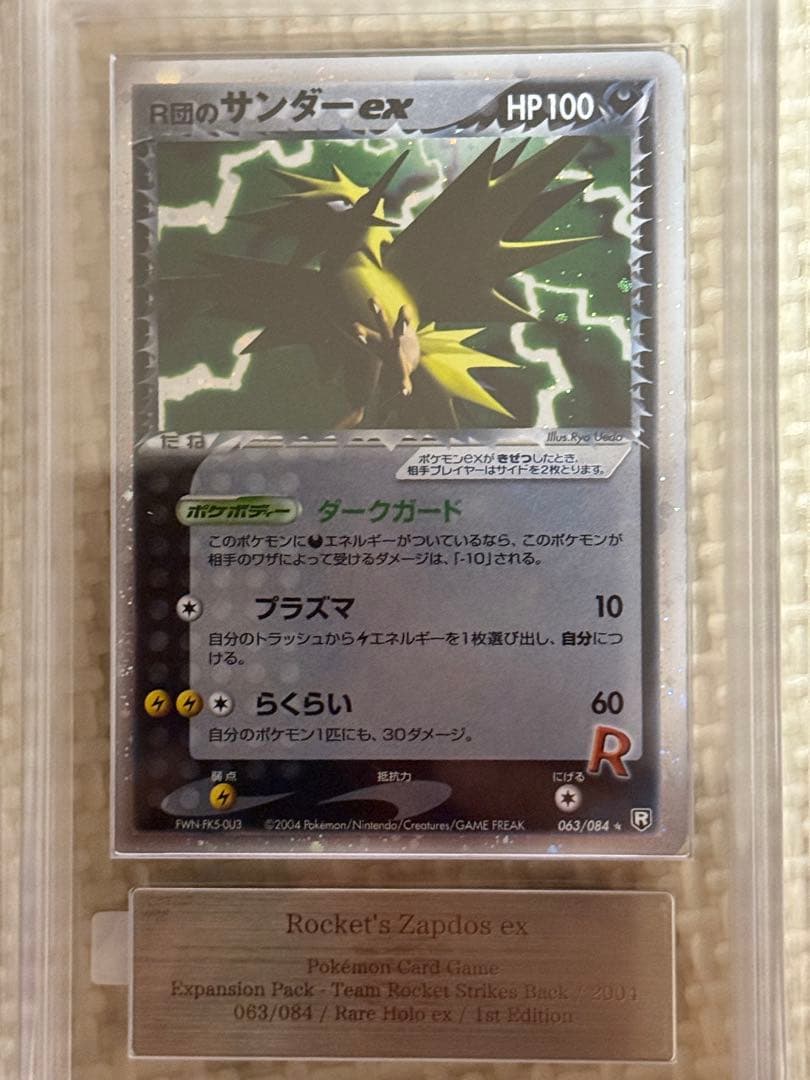 R団のサンダーex HP100
たね
Illus.Ryo Ueda
ポケモンexが きぜつしたとき、
相手プレイヤーはサイドを2枚とります。
ポケボディー ダークガード
このポケモンにエネルギーがついているなら、このポケモンが
相手のワザによって受けるダメージは、「-10」される。
プラズマ 10
自分のトラッシュからエネルギーを1枚選び出し、自分につ
ける。
らくらい 60
自分のポケモン1匹にも、30ダメージ。
R
弱点 抵抗力 にげる
FWN-FK5-0U3 ©2004 Pokémon/Nintendo/Creatures/GAME FREAK 063/084 ★ R
Rocket's Zapdos ex
Pokémon Card Game
Expansion Pack - Team Rocket Strikes Back / 2004
063/084 / Rare Holo ex / 1st Edition